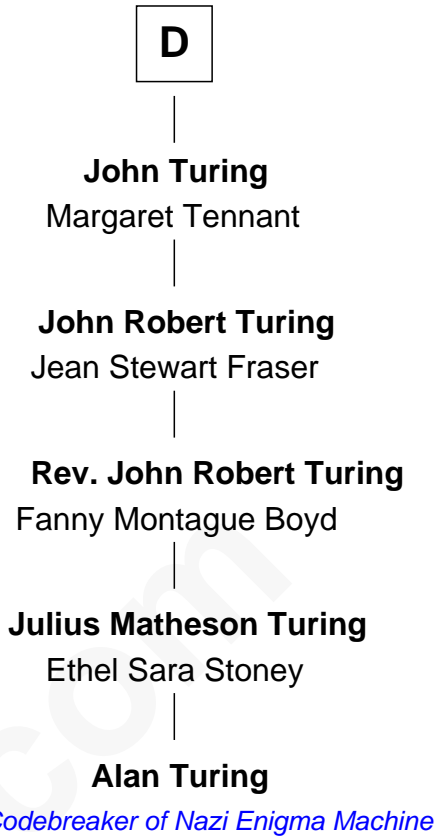 D
John Turing
Margaret Tennant
John Robert Turing
Jean Stewart Fraser
Rev. John Robert Turing
Fanny Montague Boyd
Julius Matheson Turing
Ethel Sara Stoney
Alan Turing
Codebreaker of Nazi Enigma Machine
com